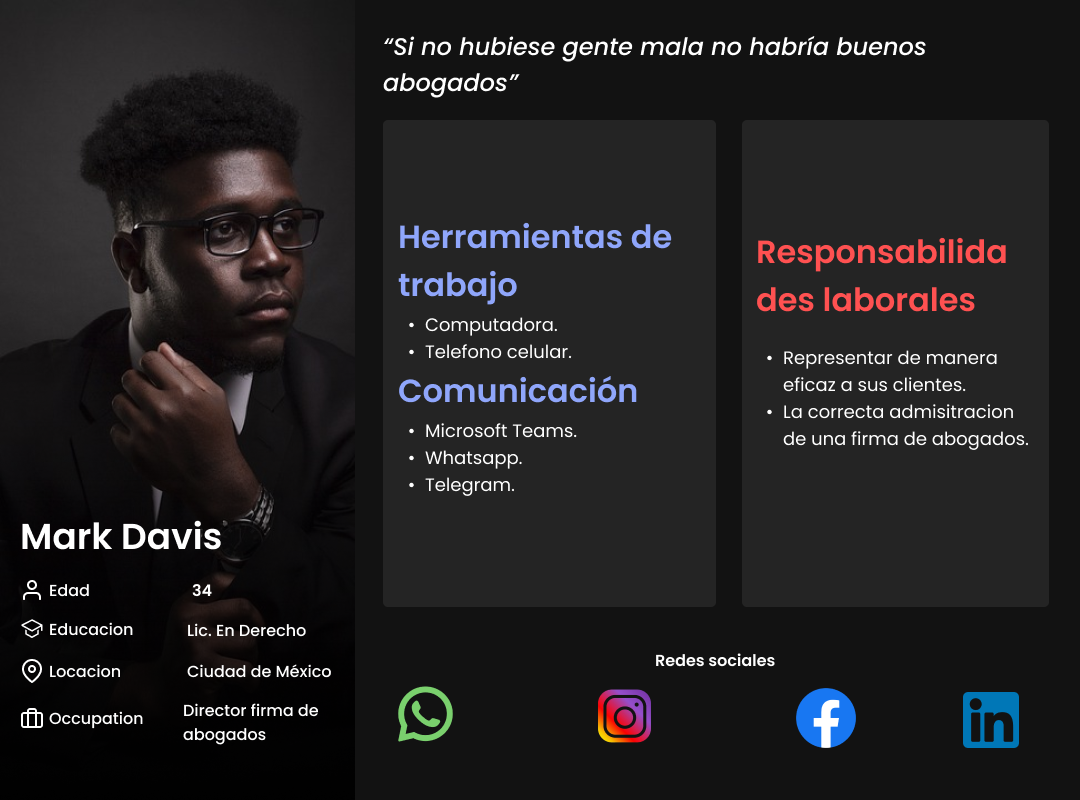 “Si no hubiese gente mala no habría buenos
abogados”
Herramientas de
trabajo
• Computadora.
• Telefono celular.
Comunicación
• Microsoft Teams.
• Whatsapp.
• Telegram.
Responsabilida
des laborales
• Representar de manera
eficaz a sus clientes.
• La correcta admisitracion
de una firma de abogados.
Mark Davis
Edad 34
Educacion Lic. En Derecho
Locacion Ciudad de México
Occupation Director firma de
abogados
Redes sociales
in